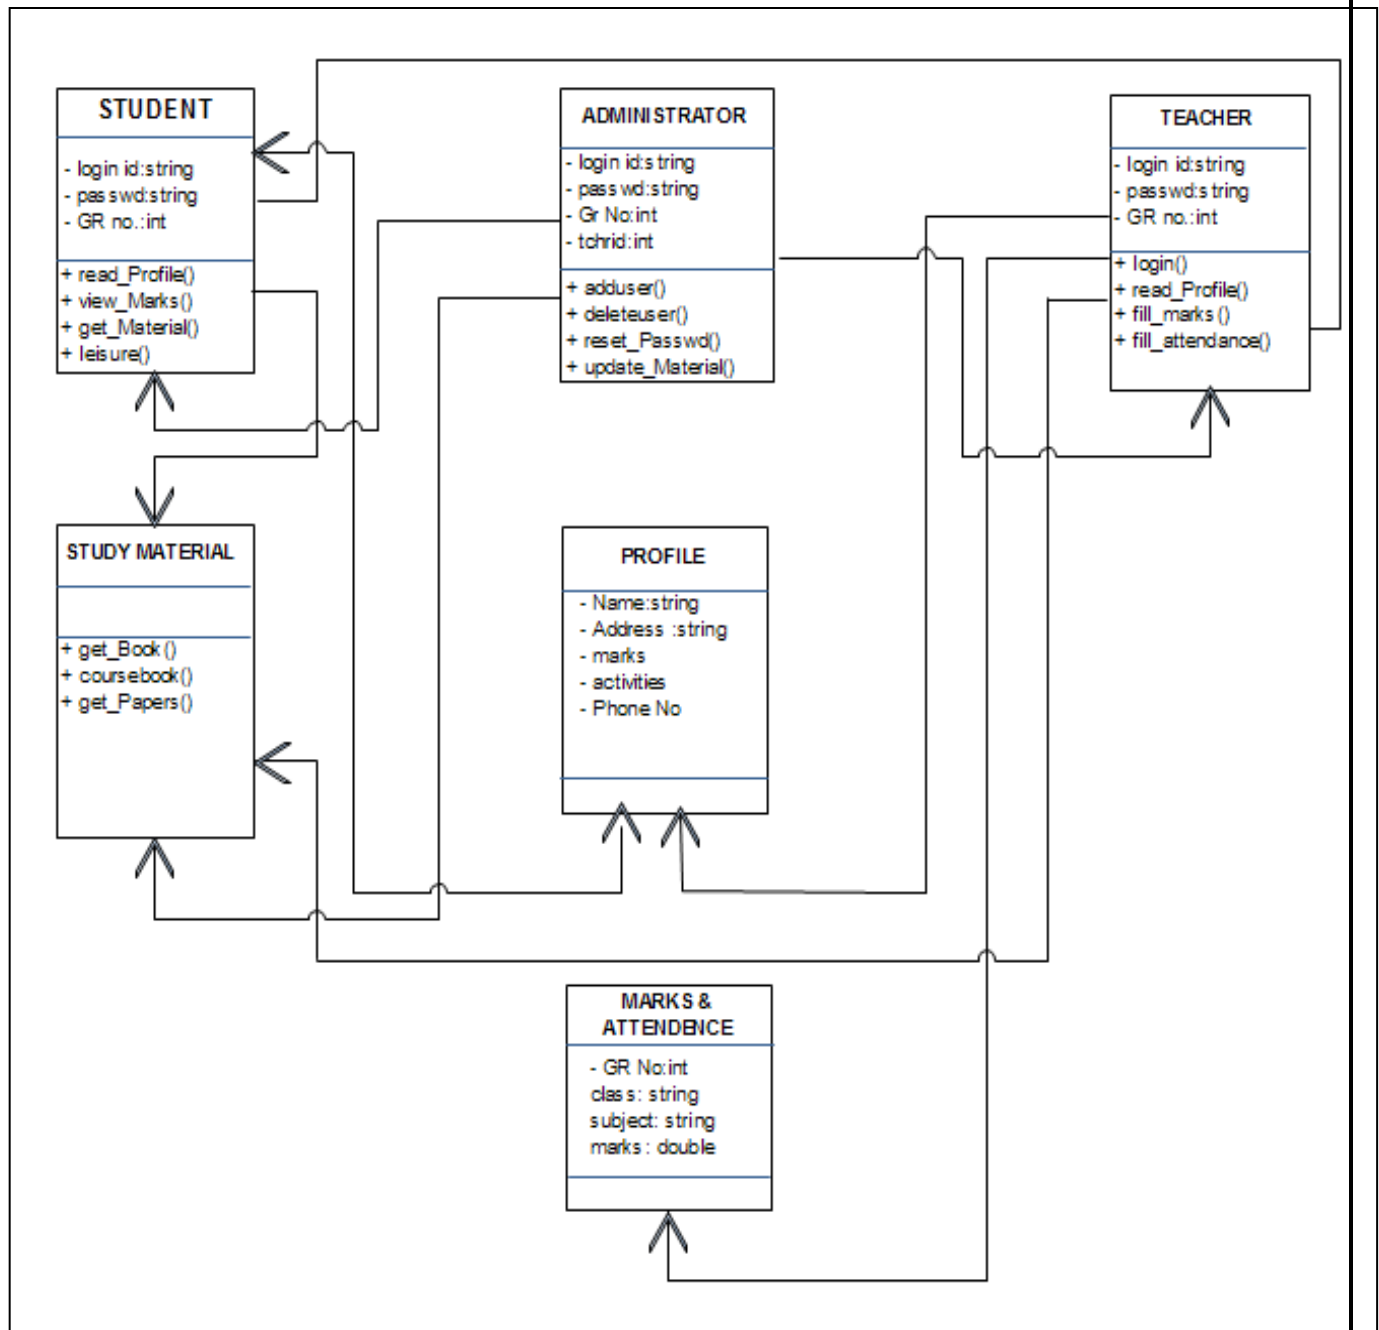 STUDENT
- login id:string
- passwd:string
- GR no.:int
+ read_Profile()
+ view_Marks()
+ get_Material()
+ leisure()
ADMINISTRATOR
- login id:string
- passwd:string
- Gr No:int
- tchrid:int
+ adduser()
+ deleteuser()
+ reset_Passwd()
+ update_Material()
TEACHER
- login id:string
- passwd:string
- GR no.:int
+ login()
+ read_Profile()
+ fill_marks()
+ fill_attendance()
STUDY MATERIAL
+ get_Book()
+ coursebook()
+ get_Papers()
PROFILE
- Name:string
- Address :string
- marks
- activities
- Phone No
MARKS &
ATTENDENCE
- GR No:int
class: string
subject: string
marks : double